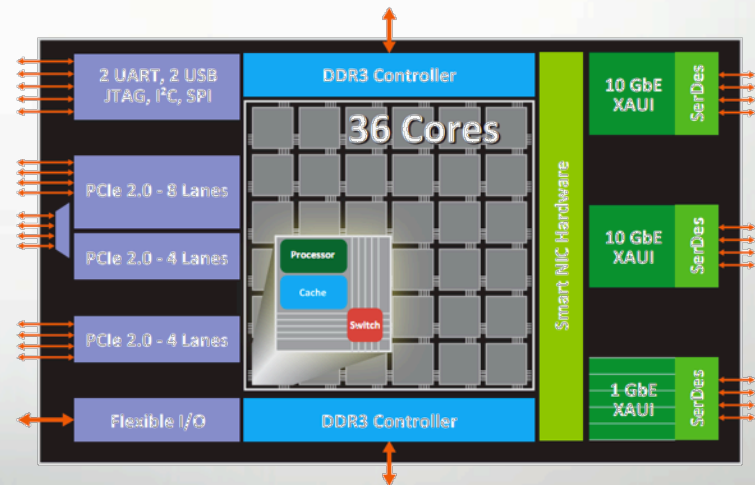 2 UART, 2 USB
JTAG, I²C, SPI
DDR3 Controller
10 GbE
XAUI
SerDes
36 Cores
PCIe 2.0 - 8 Lanes
PCIe 2.0 - 4 Lanes
Processor
Cache
Switch
Smart NIC Hardware
10 GbE
XAUI
SerDes
PCIe 2.0 - 4 Lanes
1 GbE
XAUI
SerDes
Flexible I/O
DDR3 Controller